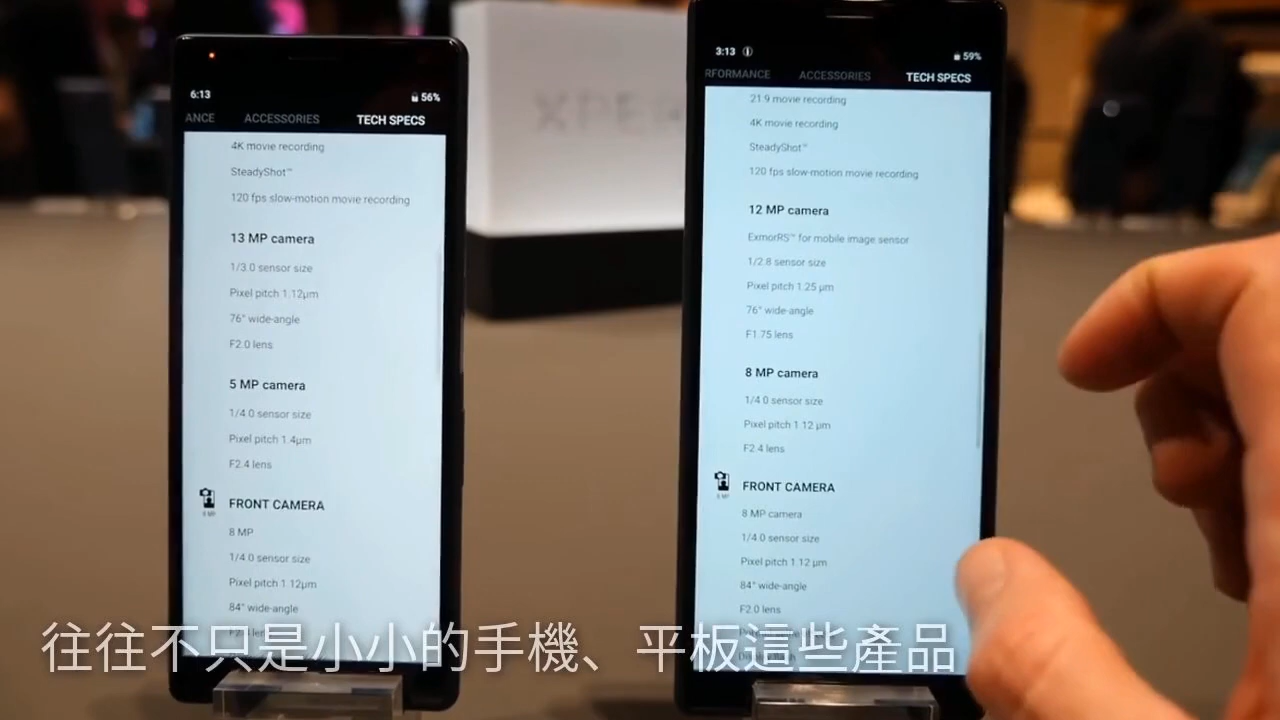 6:13
56%
ANCE ACCESSORIES TECH SPECS
4K movie recording
SteadyShot™
120 fps slow-motion movie recording
13 MP camera
1/3.0 sensor size
Pixel pitch 1.12µm
76° wide-angle
F2.0 lens
5 MP camera
1/4.0 sensor size
Pixel pitch 1.4µm
F2.4 lens
FRONT CAMERA
8 MP
8 MP
1/4.0 sensor size
Pixel pitch 1.12µm
84° wide-angle
XPER
3:13
59%
RFORMANCE ACCESSORIES TECH SPECS
21:9 movie recording
4K movie recording
SteadyShot™
120 fps slow-motion movie recording
12 MP camera
ExmorRS™ for mobile image sensor
1/2.8 sensor size
Pixel pitch 1.25 µm
76° wide-angle
F1.75 lens
8 MP camera
1/4.0 sensor size
Pixel pitch 1.12 µm
F2.4 lens
FRONT CAMERA
8 MP
8 MP camera
1/4.0 sensor size
Pixel pitch 1.12 µm
84° wide-angle
F2.0 lens
往往不只是小小的手機、平板這些產品